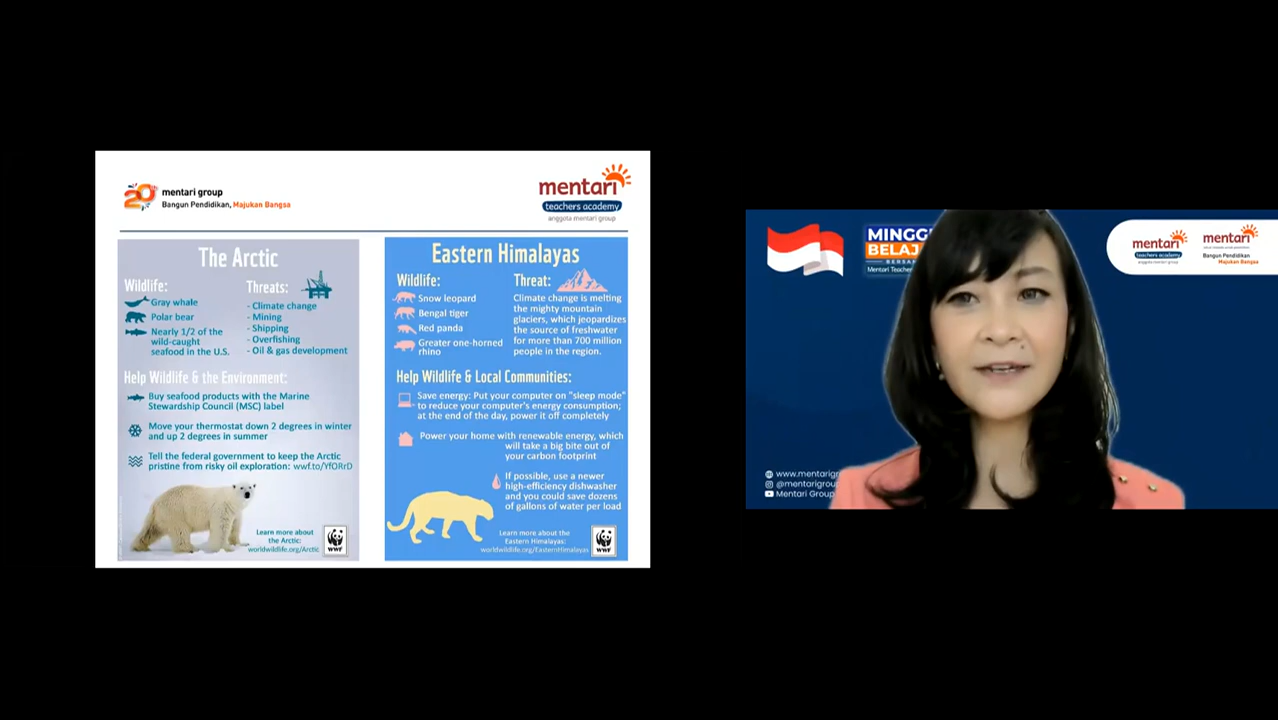 20
mentari group
Bangun Pendidikan, Majukan Bangsa
mentari
teachers academy
anggota mentari group
The Arctic
Wildlife:
Gray whale
Polar bear
Nearly 1/2 of the
wild-caught
seafood in the U.S.
Threats:
- Climate change
- Mining
- Shipping
- Overfishing
- Oil & gas development
Help Wildlife & the Environment:
Buy seafood products with the Marine
Stewardship Council (MSC) label
Move your thermostat down 2 degrees in winter
and up 2 degrees in summer
Tell the federal government to keep the Arctic
pristine from risky oil exploration: wwf.to/YfORrD
Learn more about
the Arctic:
worldwildlife.org/Arctic
WWF
Eastern Himalayas
Wildlife:
Snow leopard
Bengal tiger
Red panda
Greater one-horned
rhino
Threat:
Climate change is melting
the mighty mountain
glaciers, which jeopardizes
the source of freshwater
for more than 700 million
people in the region.
Help Wildlife & Local Communities:
Save energy: Put your computer on "sleep mode"
to reduce your computer's energy consumption;
at the end of the day, power it off completely
Power your home with renewable energy, which
will take a big bite out of
your carbon footprint
If possible, use a newer
high-efficiency dishwasher
and you could save dozens
of gallons of water per load
Learn more about the
Eastern Himalayas:
worldwildlife.org/EasternHimalayas
WWF
MINGG
BELAJ
BERSA
Mentari Teache
mentari
teachers academy
anggota mentari group
mentari
Bangun Pendidikan,
Majukan Bangsa
www.mentarigr
@mentarigroup
Mentari Group